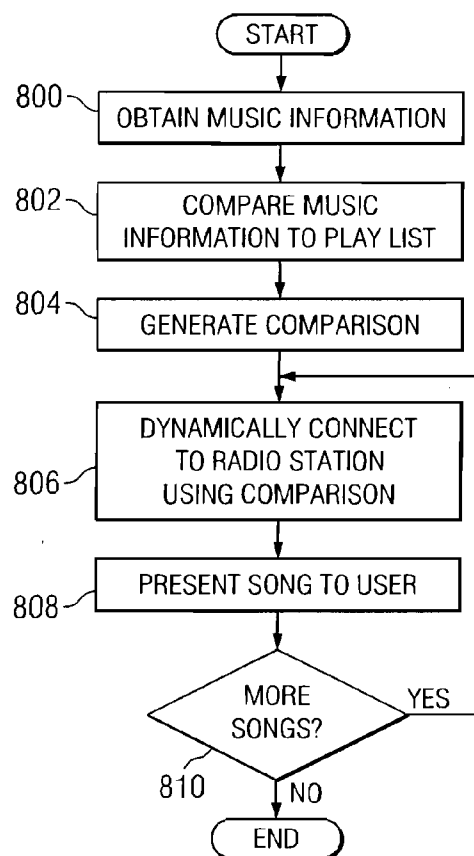 START
800
OBTAIN MUSIC INFORMATION
802
COMPARE MUSIC
INFORMATION TO PLAY LIST
804
GENERATE COMPARISON
806
DYNAMICALLY CONNECT
TO RADIO STATION
USING COMPARISON
808
PRESENT SONG TO USER
MORE
SONGS?
YES
810
NO
END